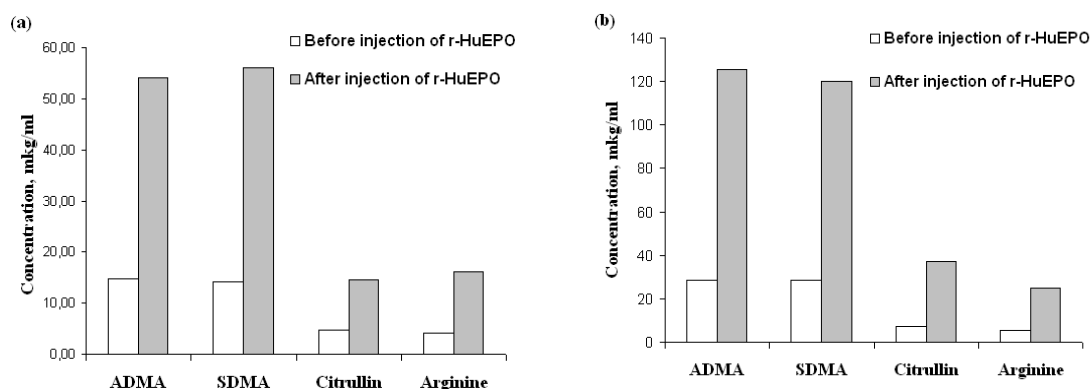 (a)
60,00
50,00
40,00
30,00
20,00
10,00
0,00
Concentration, mkg/ml
Before injection of r-HuEPO
After injection of r-HuEPO
ADMA SDMA Citrullin Arginine
(b)
140
120
100
80
60
40
20
0
Concentration, mkg/ml
Before injection of r-HuEPO
After injection of r-HuEPO
ADMA SDMA Citrullin Arginine